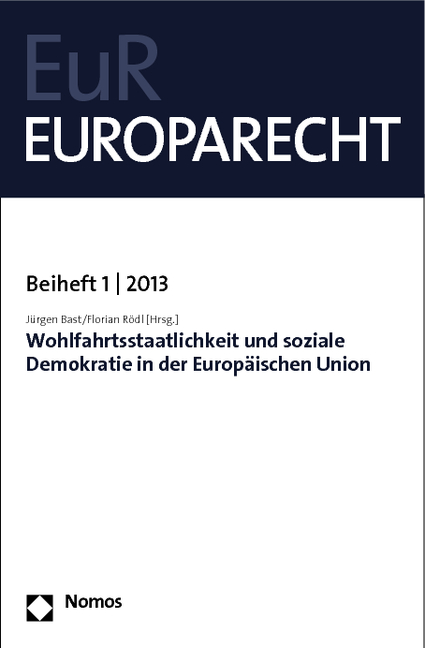 EuR
EUROPARECHT
Beiheft 1 | 2013
Jürgen Bast/Florian Rödl [Hrsg.]
Wohlfahrtsstaatlichkeit und soziale
Demokratie in der Europäischen Union
Nomos